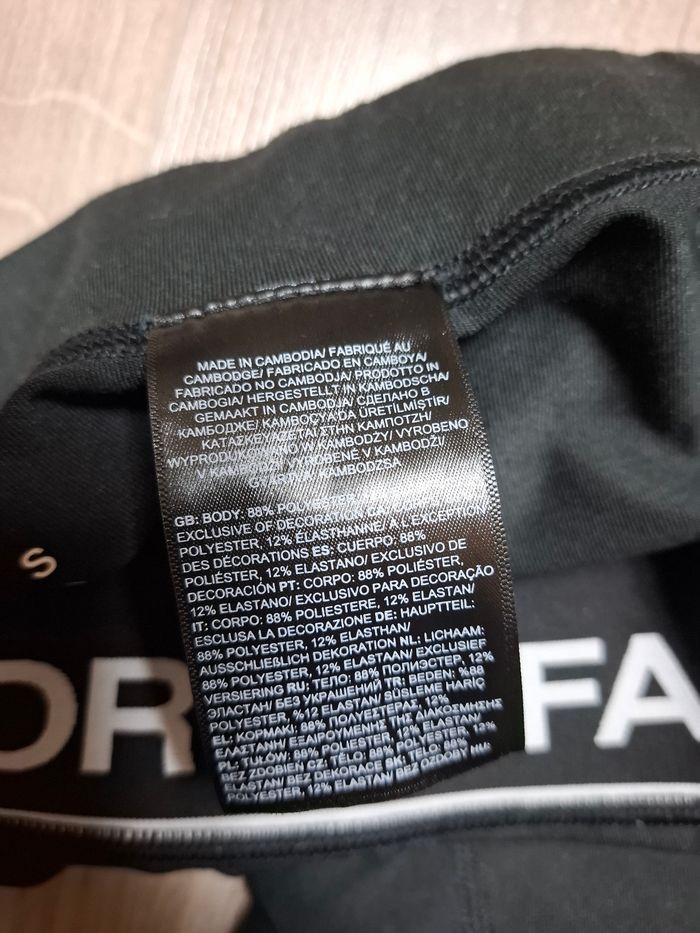 MADE IN CAMBODIA/ FABRIQUÉ AU
CAMBODGE/ FABRICADO EN CAMBOYA/
FABRICADO NO CAMBODJA/ PRODOTTO IN
CAMBOGIA/ HERGESTELLT IN KAMBODSCHA/
GEMAAKT IN CAMBODJA/ СДЕЛАНО В
КАМБОДЖЕ/ KAMBOÇYA'DA ÜRETİLMİŞTİR/
ΣΤΗΝ ΚΑΜΠΟΤΖΗ/
WYPRODUKOWANO W KAMBODŻY/ VYROBENO
V KAMBODŽI/ VYROBENÉ V KAMBODŽI/
KAMBODZSA
GB: BODY: 88% POLYESTER,
EXCLUSIVE OF DECORATION
POLYESTER, 12% ÉLASTHANNE/ À L'EXCEPTION
DES DÉCORATIONS ES: CUERPO: 88%
POLIÉSTER, 12% ELASTANO/ EXCLUSIVO DE
DECORACIÓN PT: CORPO: 88% POLIÉSTER,
12% ELASTANO/ EXCLUSIVO PARA DECORAÇÃO
IT: CORPO: 88% POLIESTERE, 12% ELASTAN/
ESCLUSA LA DECORAZIONE DE: HAUPTTEIL:
88% POLYESTER, 12% ELASTHAN/
AUSSCHLIEßLICH DEKORATION NL: LICHAAM:
88% POLYESTER, 12% ELASTAAN/ EXCLUSIEF
VERSIERING RU: ТЕЛО: 88% ПОЛИЭСТЕР, 12%
ЭЛАСТАН/ БЕЗ УКРАШЕНИЙ TR: BEDEN: %88
POLYESTER, %12 ELASTAN/ SÜSLEME HARİÇ
EL: ΚΟΡΜΑΚΙ: 88% ΠΟΛΥΕΣΤΕΡΑΣ, 12%
ΕΛΑΣΤΑΝΗ/ ΕΞΑΙΡΟΥΜΕΝΗΣ ΤΗΣ ΔΙΑΚΟΣΜΗΣΗΣ
PL: TUŁÓW: 88% POLIESTER, 12% ELASTAN/
BEZ ZDOBIEŃ CZ: TĚLO: 88% POLYESTER, 12%
ELASTAN/ BEZ DEKORACE SK: TELO: 88%
POLYESTER, 12% ELASTAN/ BEZ OZDOBY
S
OR FA